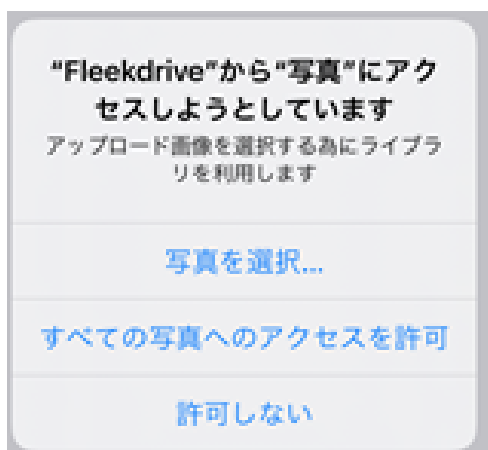 “Fleekdrive”から“写真”にアク
セスしようとしています
アップロード画像を選択する為にライブラ
リを利用します
写真を選択...
すべての写真へのアクセスを許可
許可しない